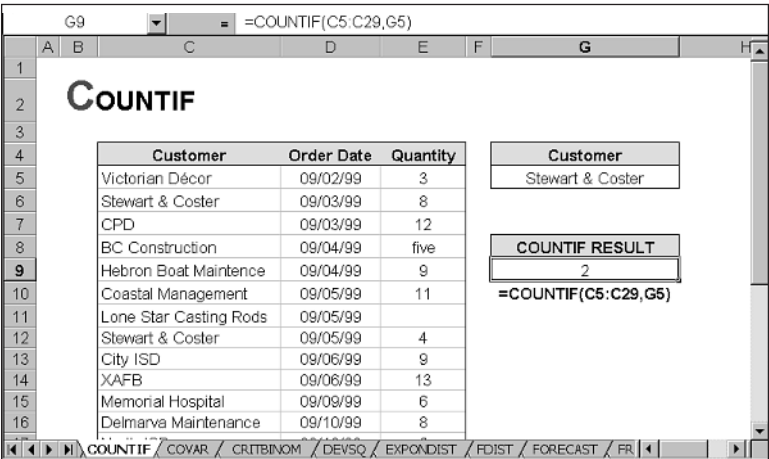 G9 = =COUNTIF(C5:C29,G5)
A B C D E F G H
1
2 COUNTIF
3
4 Customer Order Date Quantity Customer
5 Victorian Décor 09/02/99 3 Stewart & Coster
6 Stewart & Coster 09/03/99 8
7 CPD 09/03/99 12
8 BC Construction 09/04/99 five COUNTIF RESULT
9 Hebron Boat Maintence 09/04/99 9 2
10 Coastal Management 09/05/99 11 =COUNTIF(C5:C29,G5)
11 Lone Star Casting Rods 09/05/99
12 Stewart & Coster 09/05/99 4
13 City ISD 09/06/99 9
14 XAFB 09/06/99 13
15 Memorial Hospital 09/09/99 6
16 Delmarva Maintenance 09/10/99 8
COUNTIF COVAR CRITBINOM DEVSQ EXPONDIST FDIST FORECAST FR